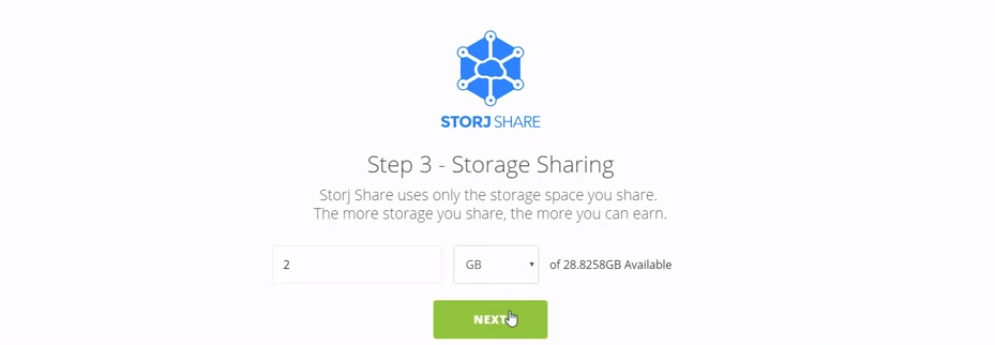 STORJ SHARE
Step 3 - Storage Sharing
Storj Share uses only the storage space you share.
The more storage you share, the more you can earn.
2 GB of 28.8258GB Available
NEXT